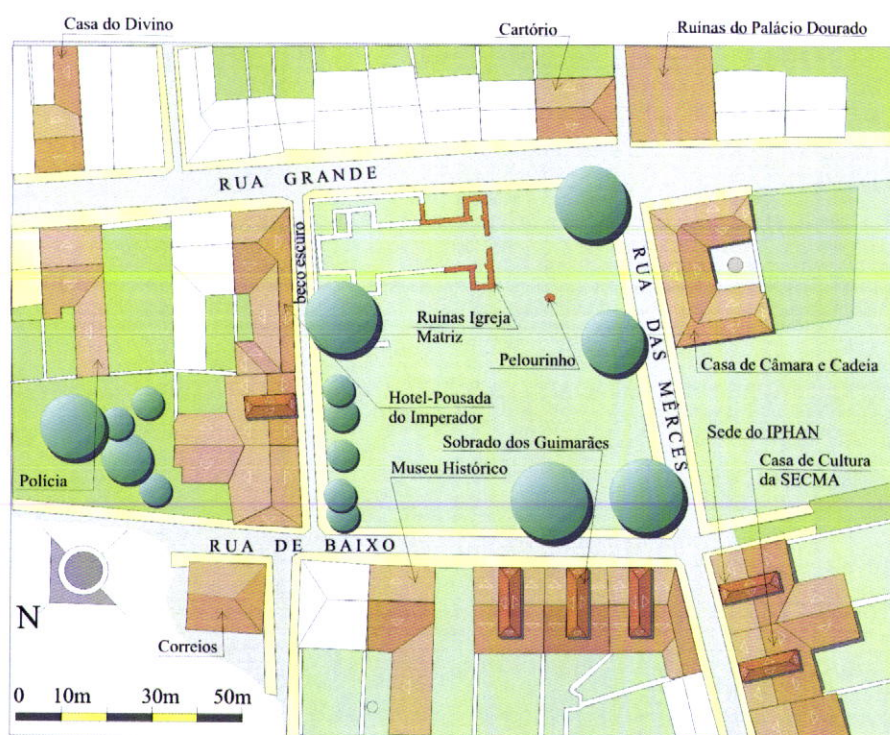 Casa do Divino
Cartório
Ruínas do Palácio Dourado
RUA GRANDE
beco escuro
RUA DAS MÊRCES
Ruínas Igreja
Matriz
Pelourinho
Casa de Câmara e Cadeia
Hotel-Pousada
do Imperador
Sobrado dos Guimarães
Museu Histórico
Sede do IPHAN
Casa de Cultura
da SECMA
Polícia
RUA DE BAIXO
N
Correios
0 10m 30m 50m